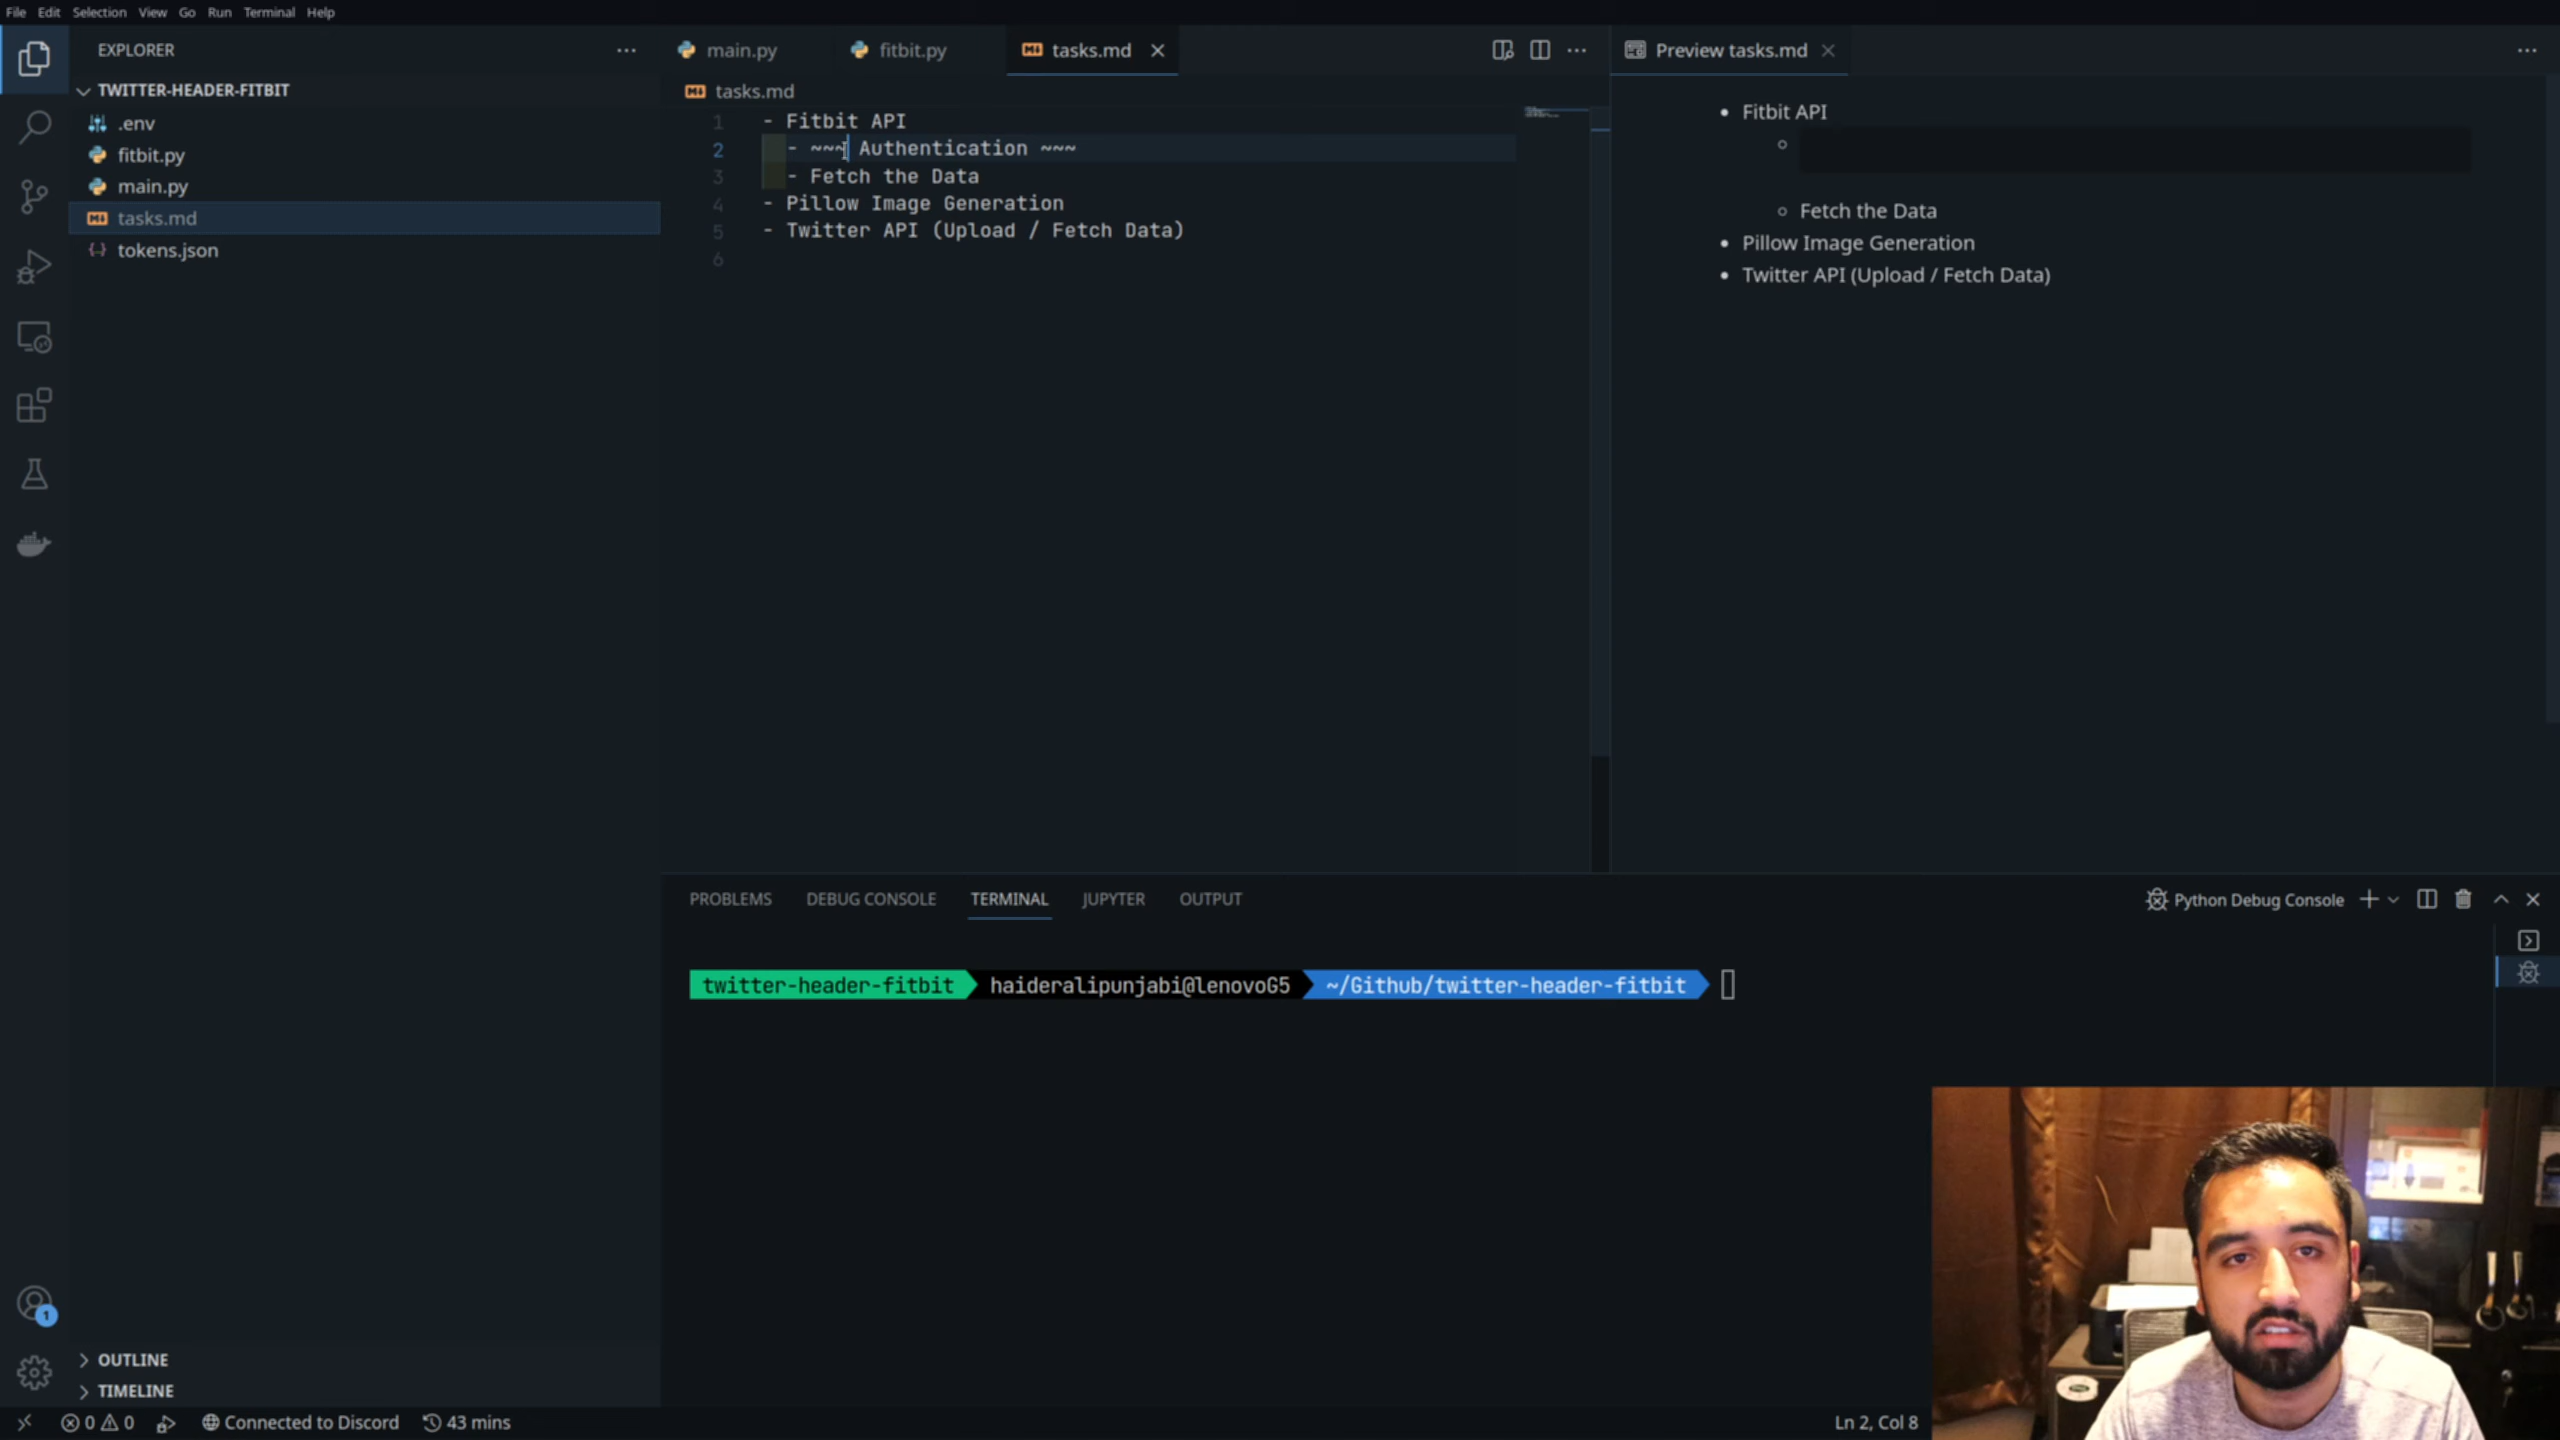 File Edit Selection View Go Run Terminal Help
EXPLORER
TWITTER-HEADER-FITBIT
.env
fitbit.py
main.py
tasks.md
tokens.json
OUTLINE
TIMELINE
main.py fitbit.py tasks.md
tasks.md
1 - Fitbit API
2 - ~~~ Authentication ~~~
3 - Fetch the Data
4 - Pillow Image Generation
5 - Twitter API (Upload / Fetch Data)
6
Preview tasks.md
Fitbit API
Fetch the Data
Pillow Image Generation
Twitter API (Upload / Fetch Data)
PROBLEMS DEBUG CONSOLE TERMINAL JUPYTER OUTPUT
Python Debug Console
twitter-header-fitbit haideralipunjabi@lenovoG5 ~/Github/twitter-header-fitbit
1
0 0 Connected to Discord 43 mins
Ln 2, Col 8